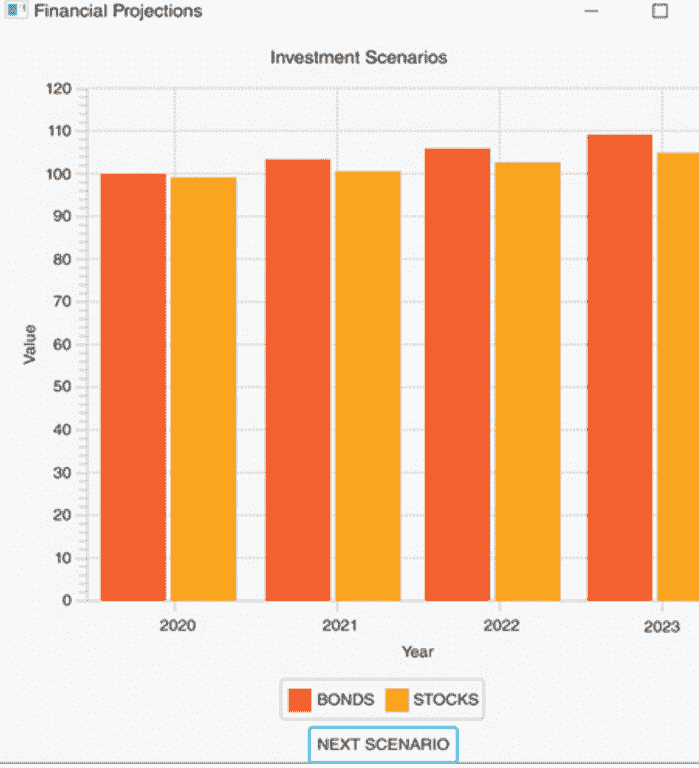 Financial Projections
Investment Scenarios
120
110
100
90
80
70
60
50
40
30
20
10
0
Value
2020 2021 2022 2023
Year
BONDS STOCKS
NEXT SCENARIO